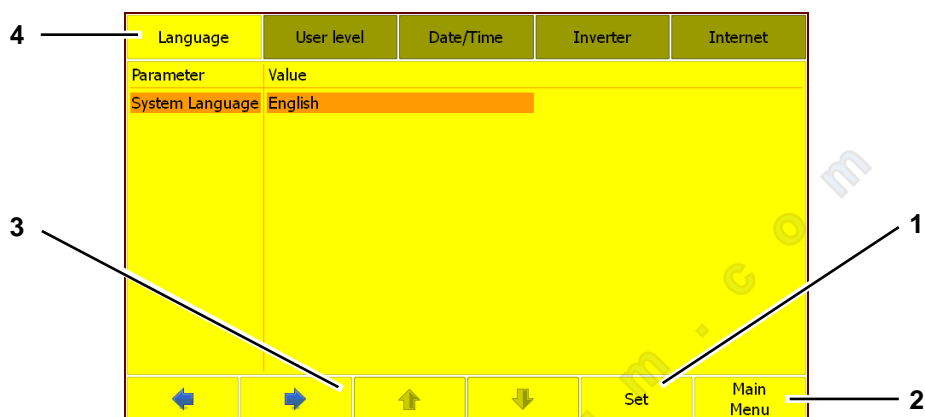 4
Language User level Date/Time Inverter Internet
Parameter Value
System Language English
3
1
Set
Main
Menu
2
m . c o m